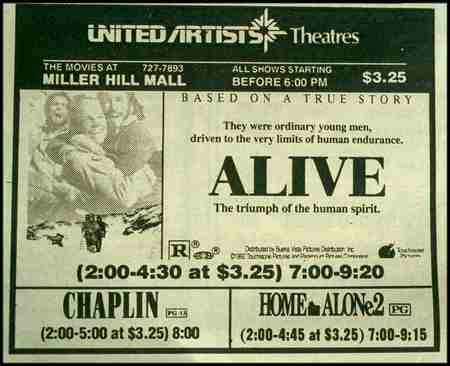 UNITED ARTISTS Theatres
THE MOVIES AT 727-7893
MILLER HILL MALL
ALL SHOWS STARTING
BEFORE 6:00 PM
$3.25
BASED ON A TRUE STORY
They were ordinary young men,
driven to the very limits of human endurance.
ALIVE
The triumph of the human spirit.
R
Distributed by Buena Vista Pictures Distribution, Inc.
©1992 Touchstone Pictures and Paramount Pictures Corporation
Touchstone
Pictures
(2:00-4:30 at $3.25) 7:00-9:20
CHAPLIN PG-13
(2:00-5:00 at $3.25) 8:00
HOME ALONe2 PG
(2:00-4:45 at $3.25) 7:00-9:15